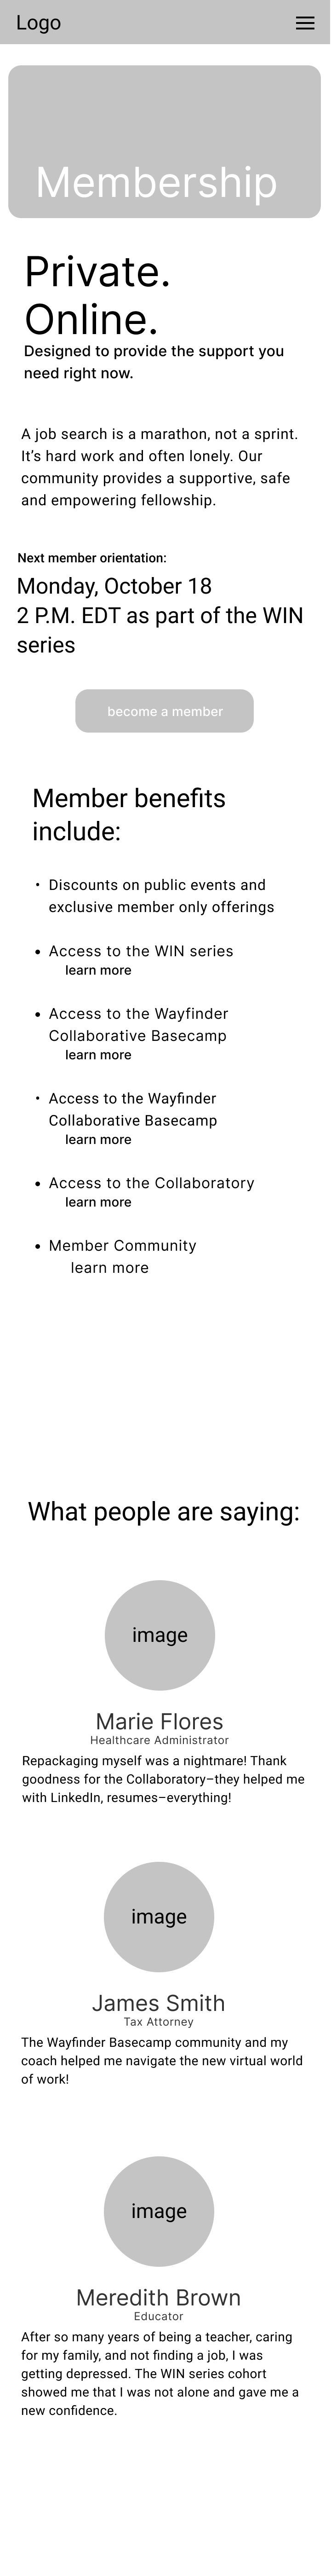 Logo
Membership
Private.
Online.
Designed to provide the support you
need right now.
A job search is a marathon, not a sprint.
It's hard work and often lonely. Our
community provides a supportive, safe
and empowering fellowship.
Next member orientation:
Monday, October 18
2 P.M. EDT as part of the WIN
series
become a member
Member benefits
include:
• Discounts on public events and
exclusive member only offerings
• Access to the WIN series
learn more
• Access to the Wayfinder
Collaborative Basecamp
learn more
• Access to the Wayfinder
Collaborative Basecamp
learn more
• Access to the Collaboratory
learn more
• Member Community
learn more
What people are saying:
image
Marie Flores
Healthcare Administrator
Repackaging myself was a nightmare! Thank
goodness for the Collaboratory–they helped me
with LinkedIn, resumes–everything!
image
James Smith
Tax Attorney
The Wayfinder Basecamp community and my
coach helped me navigate the new virtual world
of work!
image
Meredith Brown
Educator
After so many years of being a teacher, caring
for my family, and not finding a job, I was
getting depressed. The WIN series cohort
showed me that I was not alone and gave me a
new confidence.